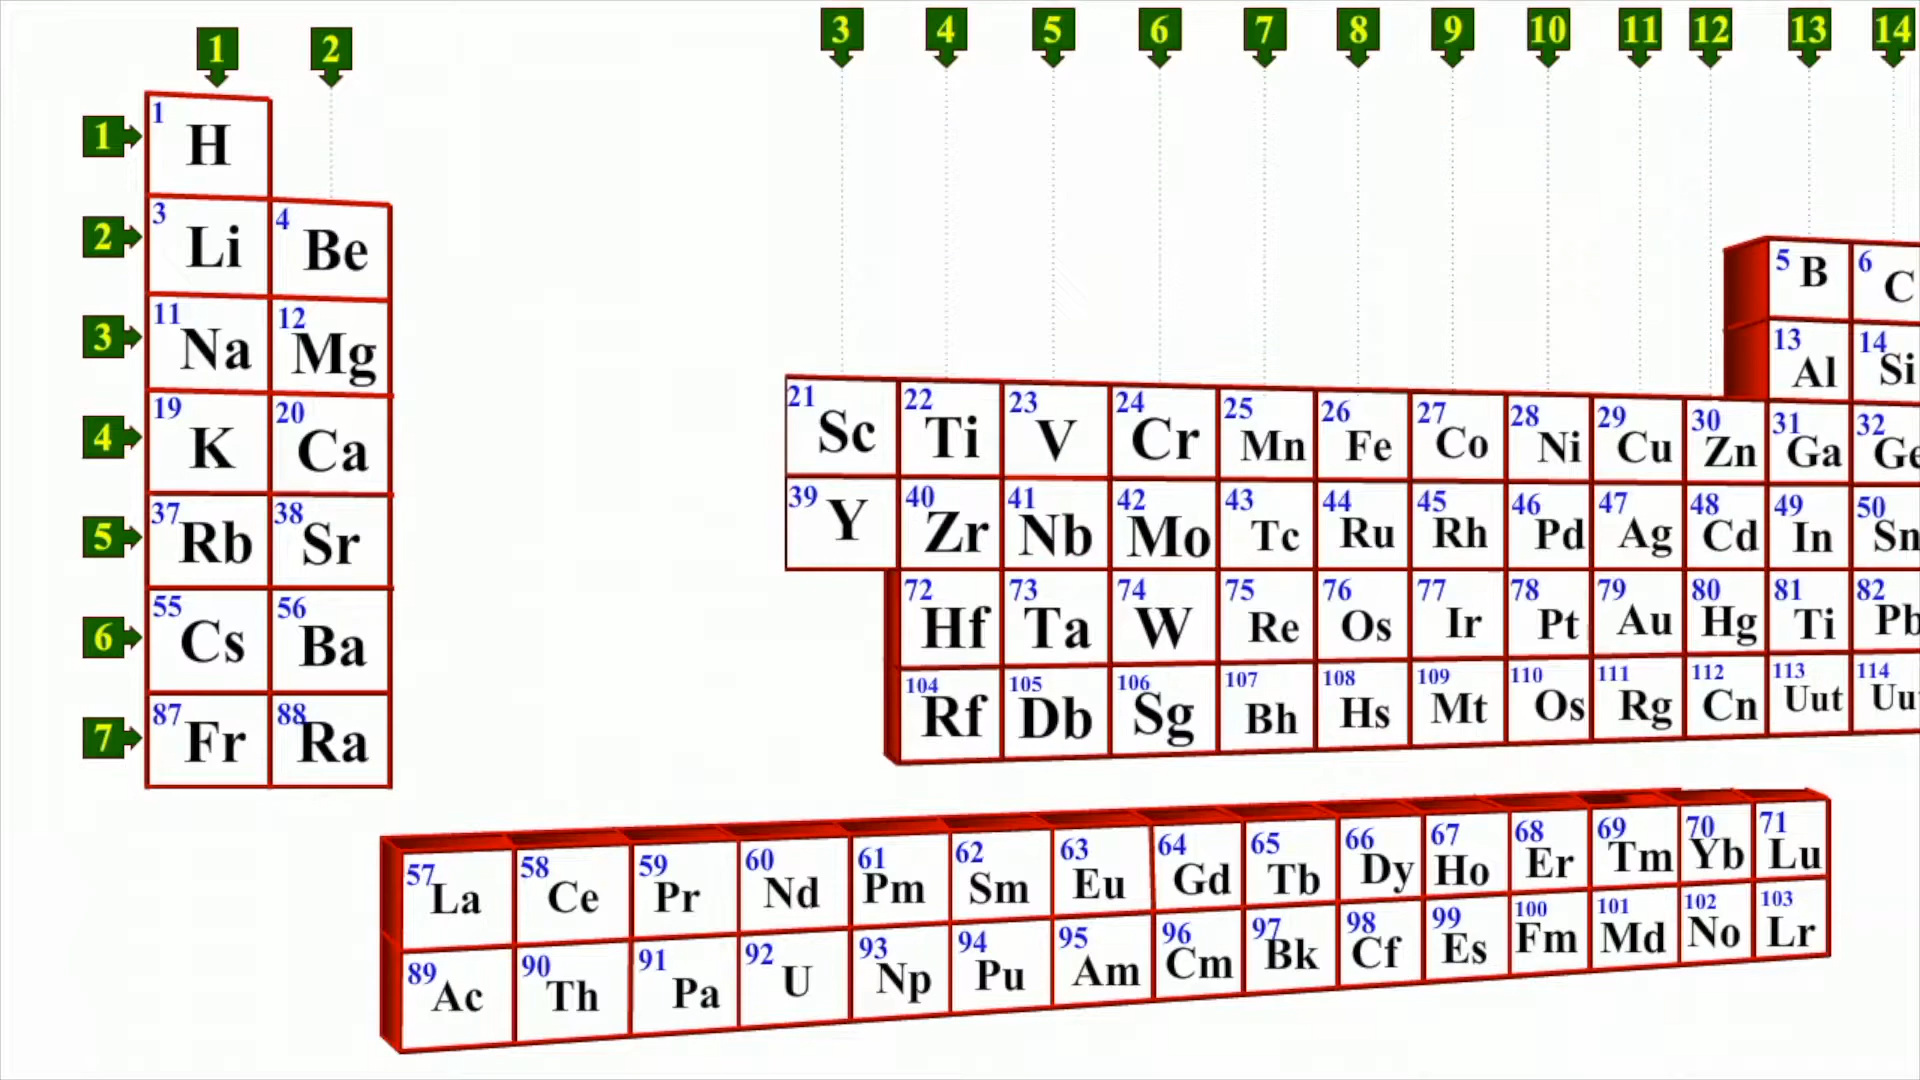 1 2 3 4 5 6 7 8 9 10 11 12 13 14
1 1 H
2 3 Li 4 Be 5 B 6 C
3 11 Na 12 Mg 13 Al 14 Si
4 19 K 20 Ca 21 Sc 22 Ti 23 V 24 Cr 25 Mn 26 Fe 27 Co 28 Ni 29 Cu 30 Zn 31 Ga 32 Ge
5 37 Rb 38 Sr 39 Y 40 Zr 41 Nb 42 Mo 43 Tc 44 Ru 45 Rh 46 Pd 47 Ag 48 Cd 49 In 50 Sn
6 55 Cs 56 Ba 72 Hf 73 Ta 74 W 75 Re 76 Os 77 Ir 78 Pt 79 Au 80 Hg 81 Ti 82 Pb
7 87 Fr 88 Ra 104 Rf 105 Db 106 Sg 107 Bh 108 Hs 109 Mt 110 Os 111 Rg 112 Cn 113 Uut 114 Uu
57 La 58 Ce 59 Pr 60 Nd 61 Pm 62 Sm 63 Eu 64 Gd 65 Tb 66 Dy 67 Ho 68 Er 69 Tm 70 Yb 71 Lu
89 Ac 90 Th 91 Pa 92 U 93 Np 94 Pu 95 Am 96 Cm 97 Bk 98 Cf 99 Es 100 Fm 101 Md 102 No 103 Lr